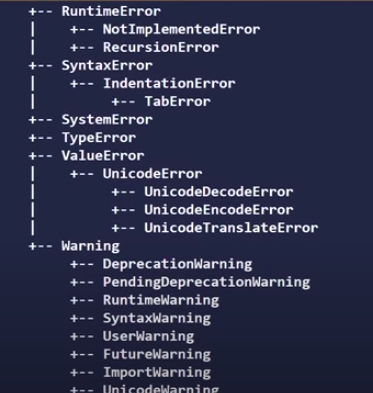 +-- RuntimeError
|    +-- NotImplementedError
|    +-- RecursionError
+-- SyntaxError
|    +-- IndentationError
|         +-- TabError
+-- SystemError
+-- TypeError
+-- ValueError
|    +-- UnicodeError
|         +-- UnicodeDecodeError
|         +-- UnicodeEncodeError
|         +-- UnicodeTranslateError
+-- Warning
     +-- DeprecationWarning
     +-- PendingDeprecationWarning
     +-- RuntimeWarning
     +-- SyntaxWarning
     +-- UserWarning
     +-- FutureWarning
     +-- ImportWarning
     +-- UnicodeWarning